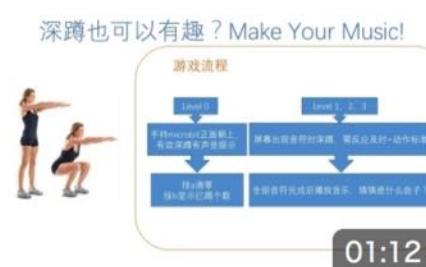 深蹲也可以有趣？Make Your Music!
游戏流程
Level 0
Level 1、2、3
手持microbit正面朝上,
有效深蹲有声音提示
屏幕出现音符时深蹲，需反应及时+动作标准
按a清零
按b显示已蹲个数
全部音符完成后播放音乐，猜猜是什么曲子？
01:12